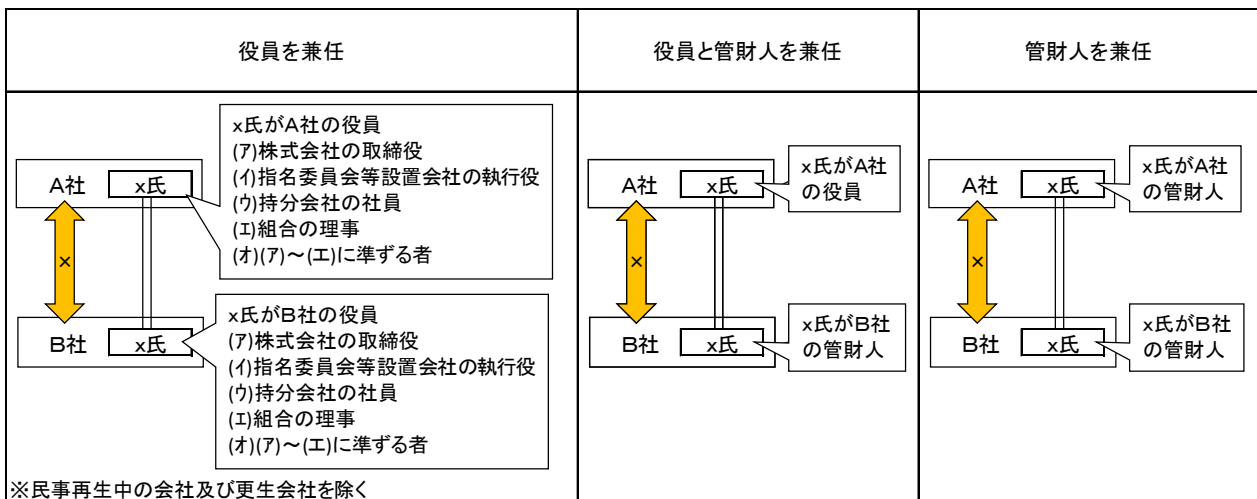 役員を兼任
役員と管財人を兼任
管財人を兼任
x氏がA社の役員
(ア)株式会社の取締役
(イ)指名委員会等設置会社の執行役
(ウ)持分会社の社員
(エ)組合の理事
(オ)(ア)～(エ)に準ずる者
A社
x氏
×
B社
x氏
x氏がB社の役員
(ア)株式会社の取締役
(イ)指名委員会等設置会社の執行役
(ウ)持分会社の社員
(エ)組合の理事
(オ)(ア)～(エ)に準ずる者
※民事再生中の会社及び更生会社を除く
A社
x氏
x氏がA社
の役員
×
B社
x氏
x氏がB社
の管財人
A社
x氏
x氏がA社
の管財人
×
B社
x氏
x氏がB社
の管財人